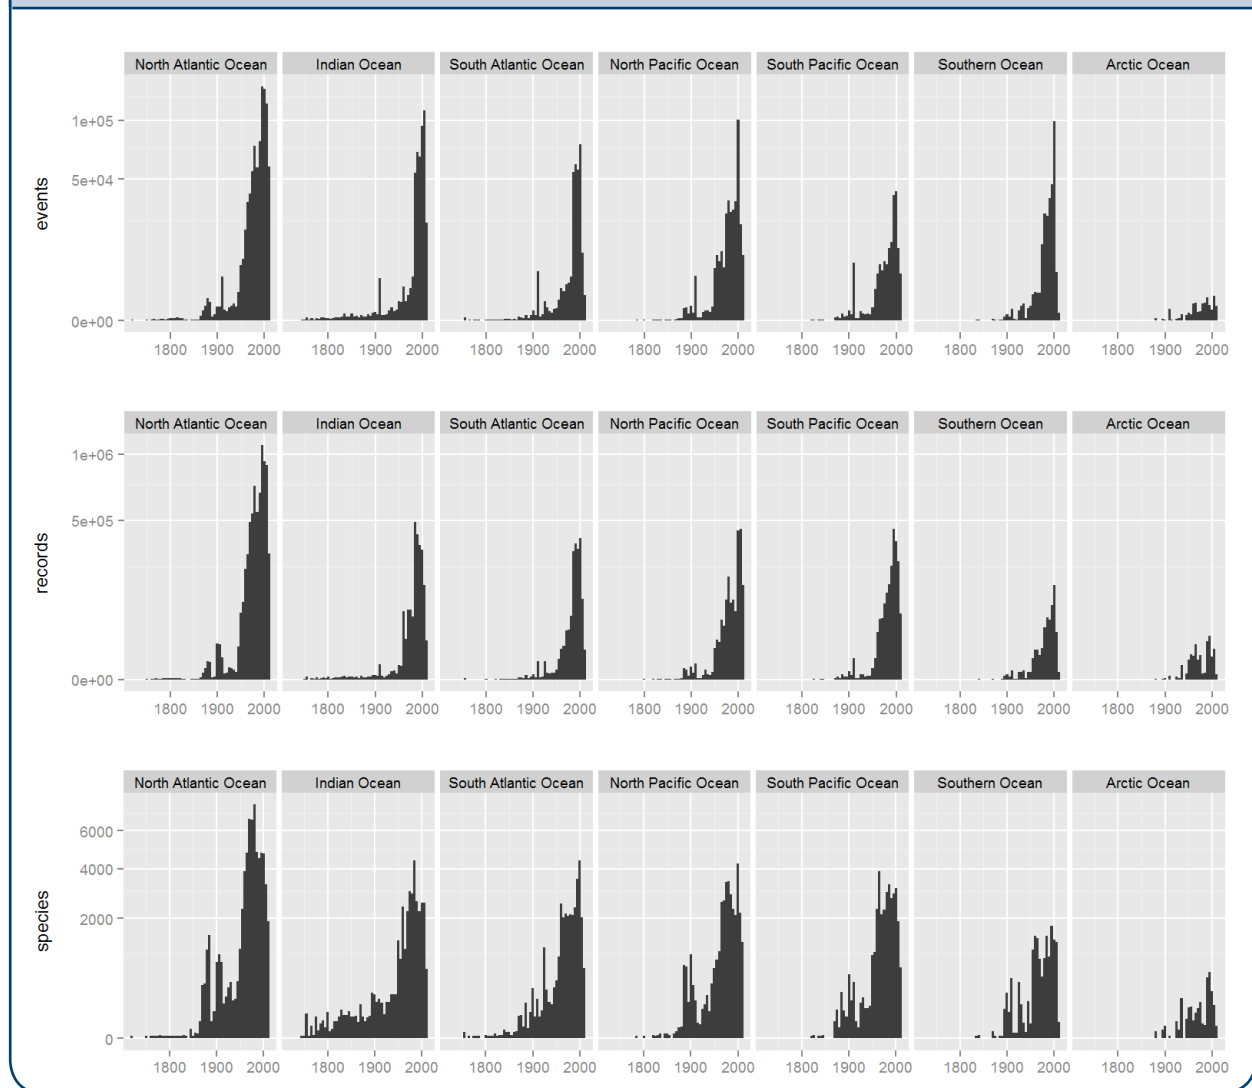 North Atlantic Ocean Indian Ocean South Atlantic Ocean North Pacific Ocean South Pacific Ocean Southern Ocean Arctic Ocean
1e+05
5e+04
0e+00
events
1800 1900 2000 1800 1900 2000 1800 1900 2000 1800 1900 2000 1800 1900 2000 1800 1900 2000 1800 1900 2000
North Atlantic Ocean Indian Ocean South Atlantic Ocean North Pacific Ocean South Pacific Ocean Southern Ocean Arctic Ocean
1e+06
5e+05
0e+00
records
1800 1900 2000 1800 1900 2000 1800 1900 2000 1800 1900 2000 1800 1900 2000 1800 1900 2000 1800 1900 2000
North Atlantic Ocean Indian Ocean South Atlantic Ocean North Pacific Ocean South Pacific Ocean Southern Ocean Arctic Ocean
6000
4000
2000
0
species
1800 1900 2000 1800 1900 2000 1800 1900 2000 1800 1900 2000 1800 1900 2000 1800 1900 2000 1800 1900 2000